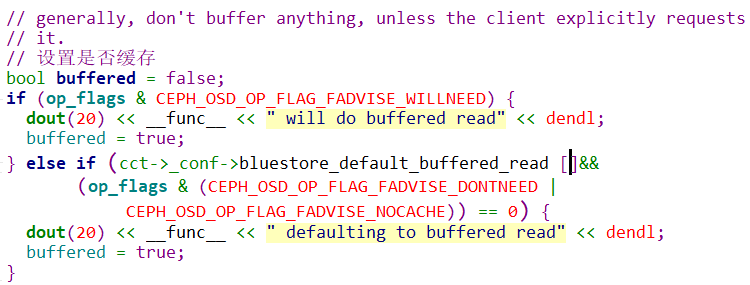 // generally, don't buffer anything, unless the client explicitly requests
// it.
// 设置是否缓存
bool buffered = false;
if (op_flags & CEPH_OSD_OP_FLAG_FADVISE_WILLNEED) {
  dout(20) << __func__ << " will do buffered read" << dendl;
  buffered = true;
} else if (cct->_conf->bluestore_default_buffered_read []&&
       (op_flags & (CEPH_OSD_OP_FLAG_FADVISE_DONTNEED |
            CEPH_OSD_OP_FLAG_FADVISE_NOCACHE)) == 0) {
  dout(20) << __func__ << " defaulting to buffered read" << dendl;
  buffered = true;
}